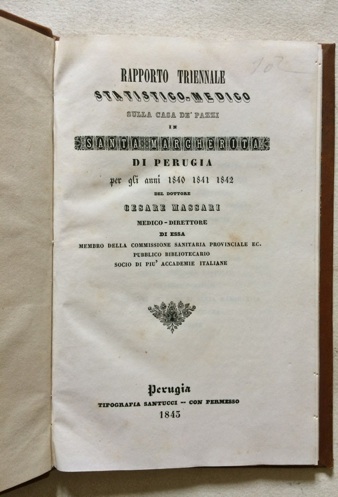 RAPPORTO TRIENNALE
STATISTICO-MEDICO
SULLA CASA DE' PAZZI
IN
SANTA MARGHERITA
DI PERUGIA
per gli anni 1840 1841 1842
DEL DOTTORE
CESARE MASSARI
MEDICO-DIRETTORE
DI ESSA
MEMBRO DELLA COMMISSIONE SANITARIA PROVINCIALE EC.
PUBBLICO BIBLIOTECARIO
SOCIO DI PIU' ACCADEMIE ITALIANE
Perugia
TIPOGRAFIA SANTUCCI — CON PERMESSO
1843